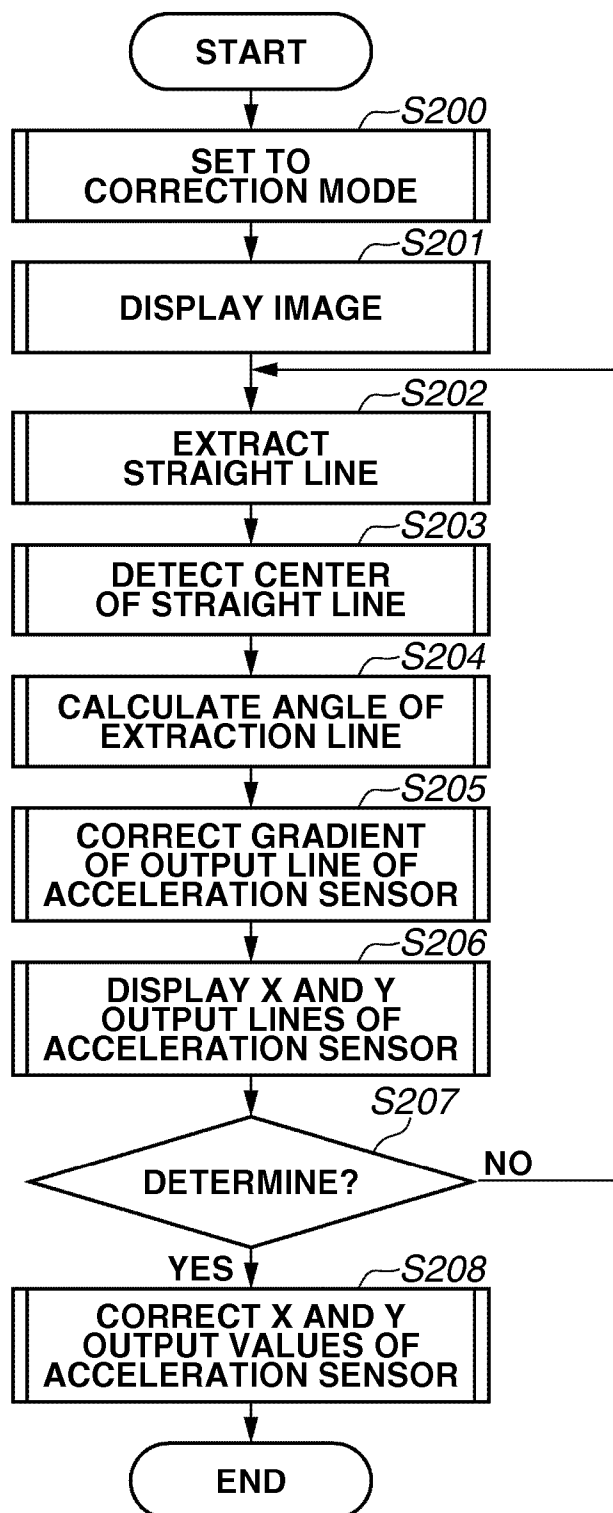 START
S200
SET TO
CORRECTION MODE
S201
DISPLAY IMAGE
S202
EXTRACT
STRAIGHT LINE
S203
DETECT CENTER
OF STRAIGHT LINE
S204
CALCULATE ANGLE OF
EXTRACTION LINE
S205
CORRECT GRADIENT
OF OUTPUT LINE OF
ACCELERATION SENSOR
S206
DISPLAY X AND Y
OUTPUT LINES OF
ACCELERATION SENSOR
S207
DETERMINE?
NO
YES
S208
CORRECT X AND Y
OUTPUT VALUES OF
ACCELERATION SENSOR
END